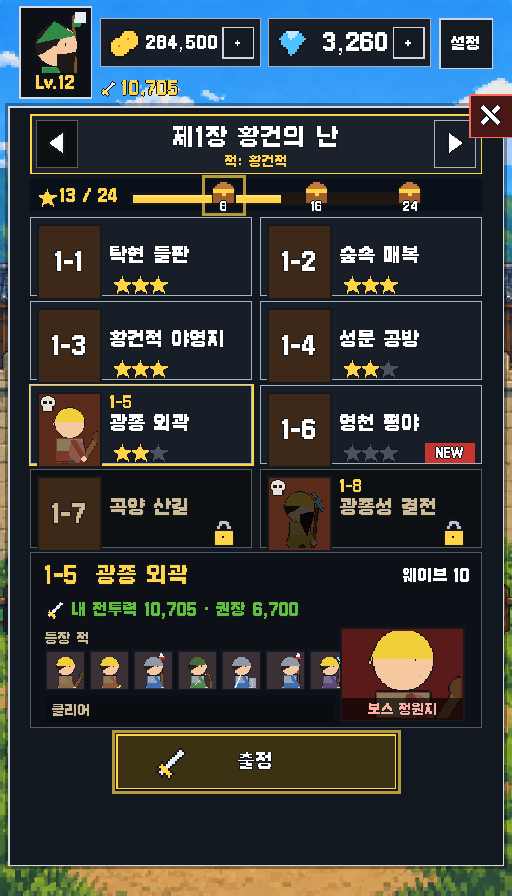 284,500 +
3,260 +
설정
Lv.12
10,705
제1장 황건의 난
적: 황건적
13 / 24
8
16
24
1-1 탁현 들판
1-2 숲속 매복
1-3 황건적 야영지
1-4 성문 공방
1-5
광종 외곽
1-6 영천 평야
NEW
1-7 곡양 산길
1-8
광종성 결전
1-5 광종 외곽
웨이브 10
내 전투력 10,705 · 권장 6,700
등장 적
보스 정원지
클리어
출정